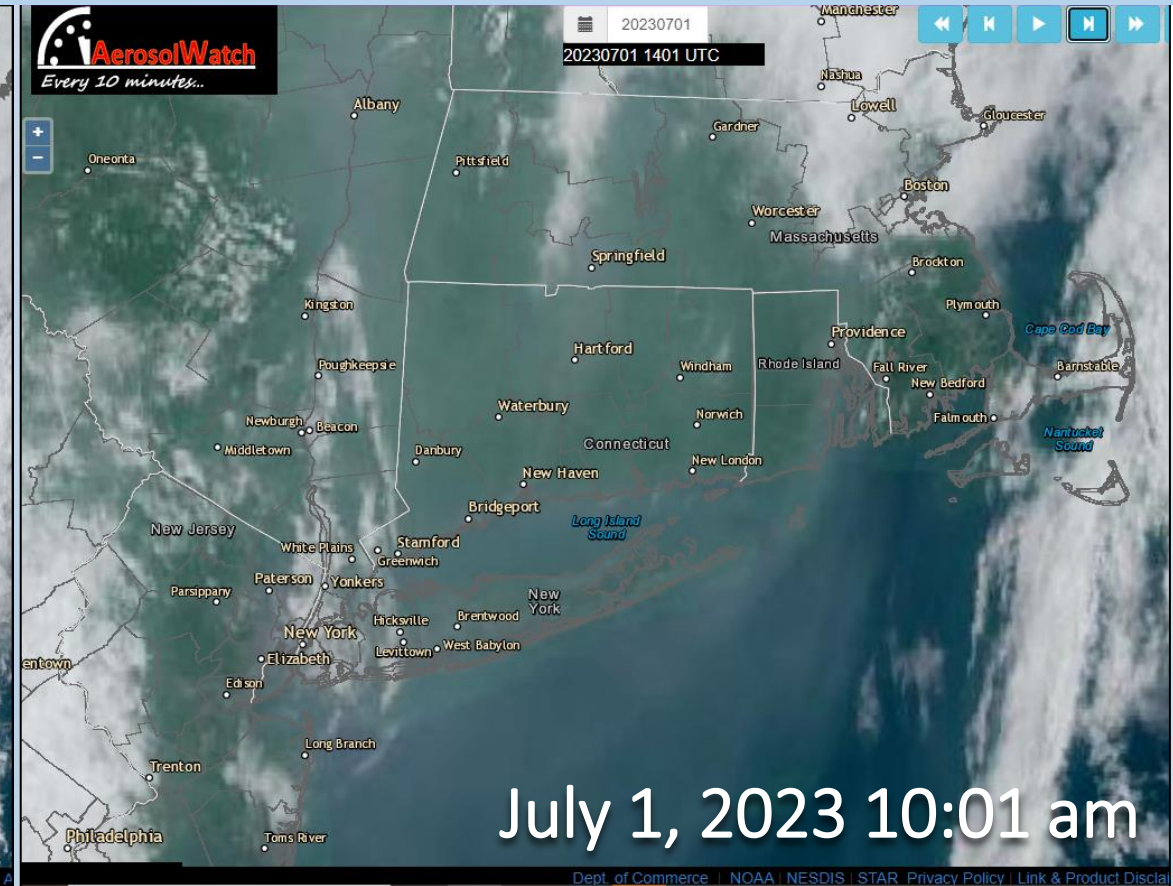 AerosolWatch
Every 10 minutes...
20230701
20230701 1401 UTC
Manchester
Nashua
Albany
Lowell
Gloucester
Gardner
Oneonta
Pittsfield
Boston
Worcester
Massachusetts
Springfield
Brockton
Kingston
Plymouth
Cape Cod Bay
Providence
Hartford
Poughkeepsie
Windham
Rhode Island
Fall River
Barnstable
New Bedford
Waterbury
Norwich
Falmouth
Newburgh
Beacon
Nantucket
Sound
Connecticut
Middletown
Danbury
New London
New Haven
Bridgeport
New Jersey
Long Island
Sound
Stamford
White Plains
Greenwich
Paterson
Yonkers
Parsippany
New
York
Hicksville
Brentwood
New York
Levittown
West Babylon
Elizabeth
entown
Edison
Long Branch
Trenton
July 1, 2023 10:01 am
Philadelphia
Toms River
A
Dept. of Commerce | NOAA | NESDIS | STAR Privacy Policy | Link & Product Disclai